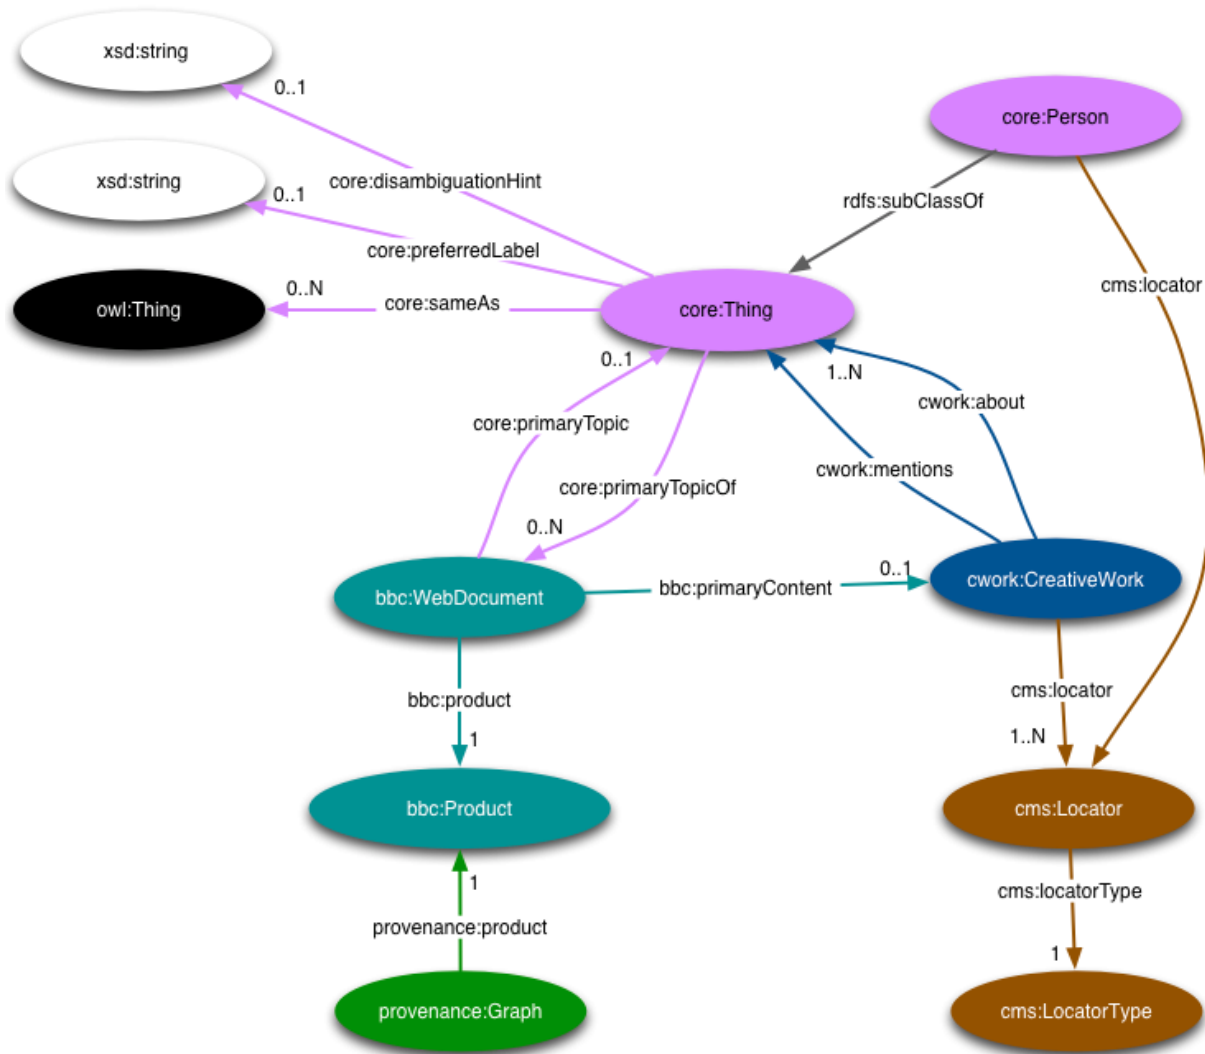 xsd:string
0..1
core:Person
core:disambiguationHint
xsd:string
0..1
rdfs:subClassOf
core:preferredLabel
cms:locator
owl:Thing
0..N
core:sameAs
core:Thing
0..1
1..N
cwork:about
core:primaryTopic
cwork:mentions
core:primaryTopicOf
0..N
bbc:WebDocument
bbc:primaryContent
0..1
cwork:CreativeWork
bbc:product
1
cms:locator
1..N
bbc:Product
cms:Locator
1
cms:locatorType
provenance:product
1
provenance:Graph
cms:LocatorType